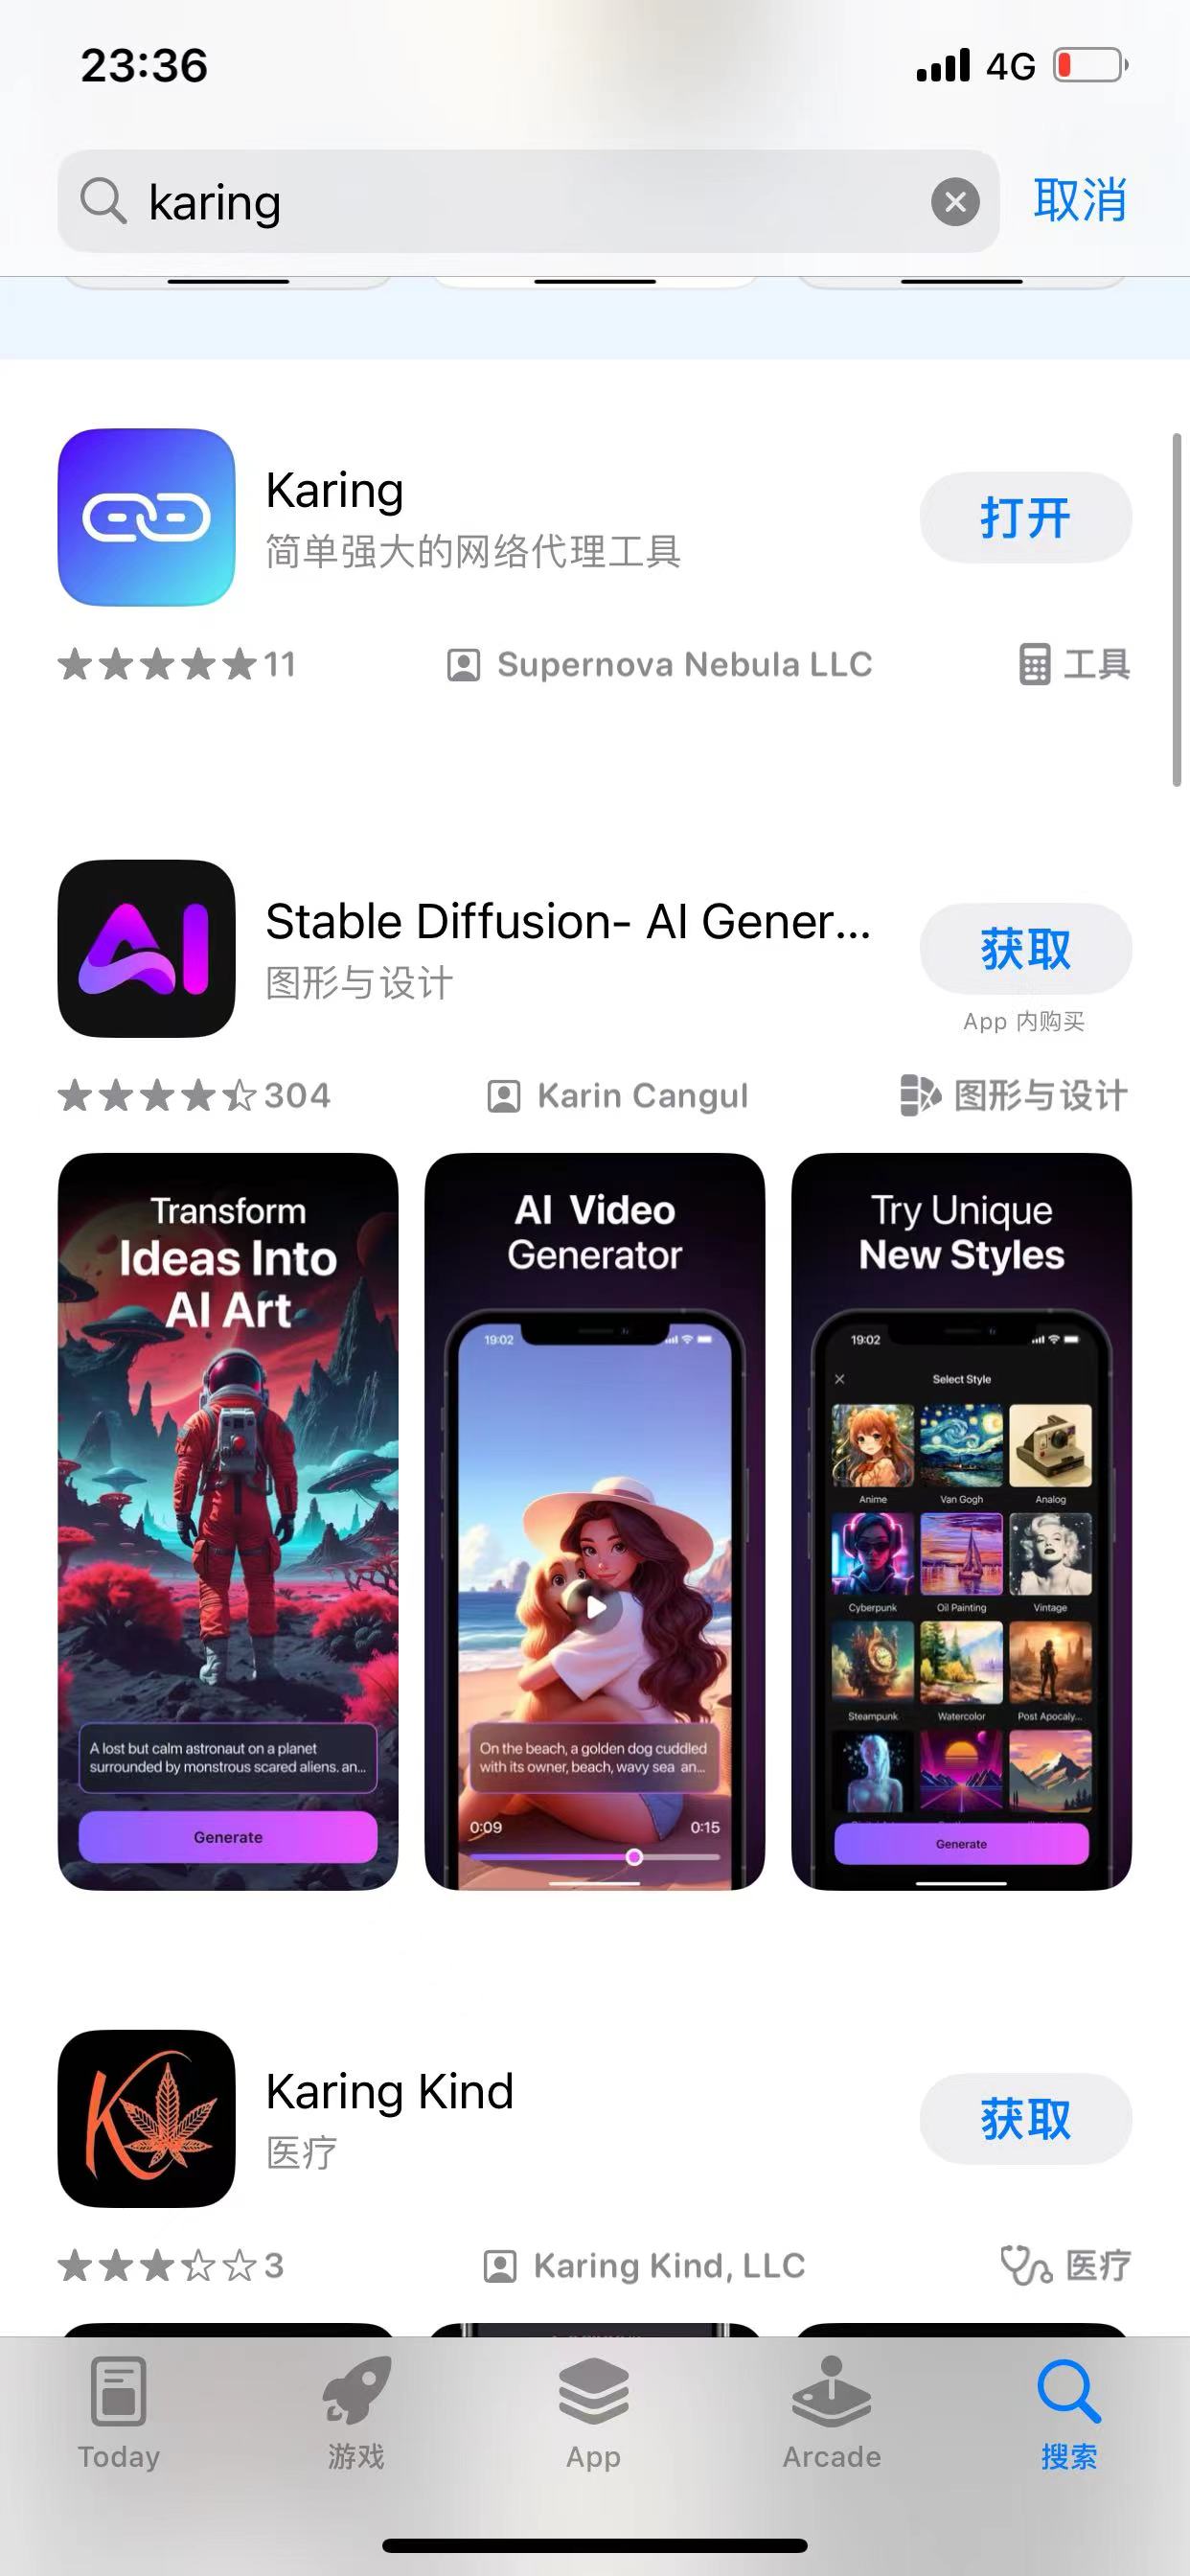 23:36
4G
karing
取消
Karing
简单强大的网络代理工具
打开
11
Supernova Nebula LLC
工具
AI
Stable Diffusion- AI Gener...
图形与设计
获取
App 内购买
304
Karin Cangul
图形与设计
Transform
Ideas Into
AI Art
A lost but calm astronaut on a planet
surrounded by monstrous scared aliens. an...
Generate
AI Video
Generator
19:02
On the beach, a golden dog cuddled
with its owner, beach, wavy sea an...
0:09
0:15
Try Unique
New Styles
19:02
Select Style
Anime
Van Gogh
Analog
Cyberpunk
Oil Painting
Vintage
Steampunk
Watercolor
Post Apocaly...
Generate
K
Karing Kind
医疗
获取
3
Karing Kind, LLC
医疗
Today
游戏
App
Arcade
搜索